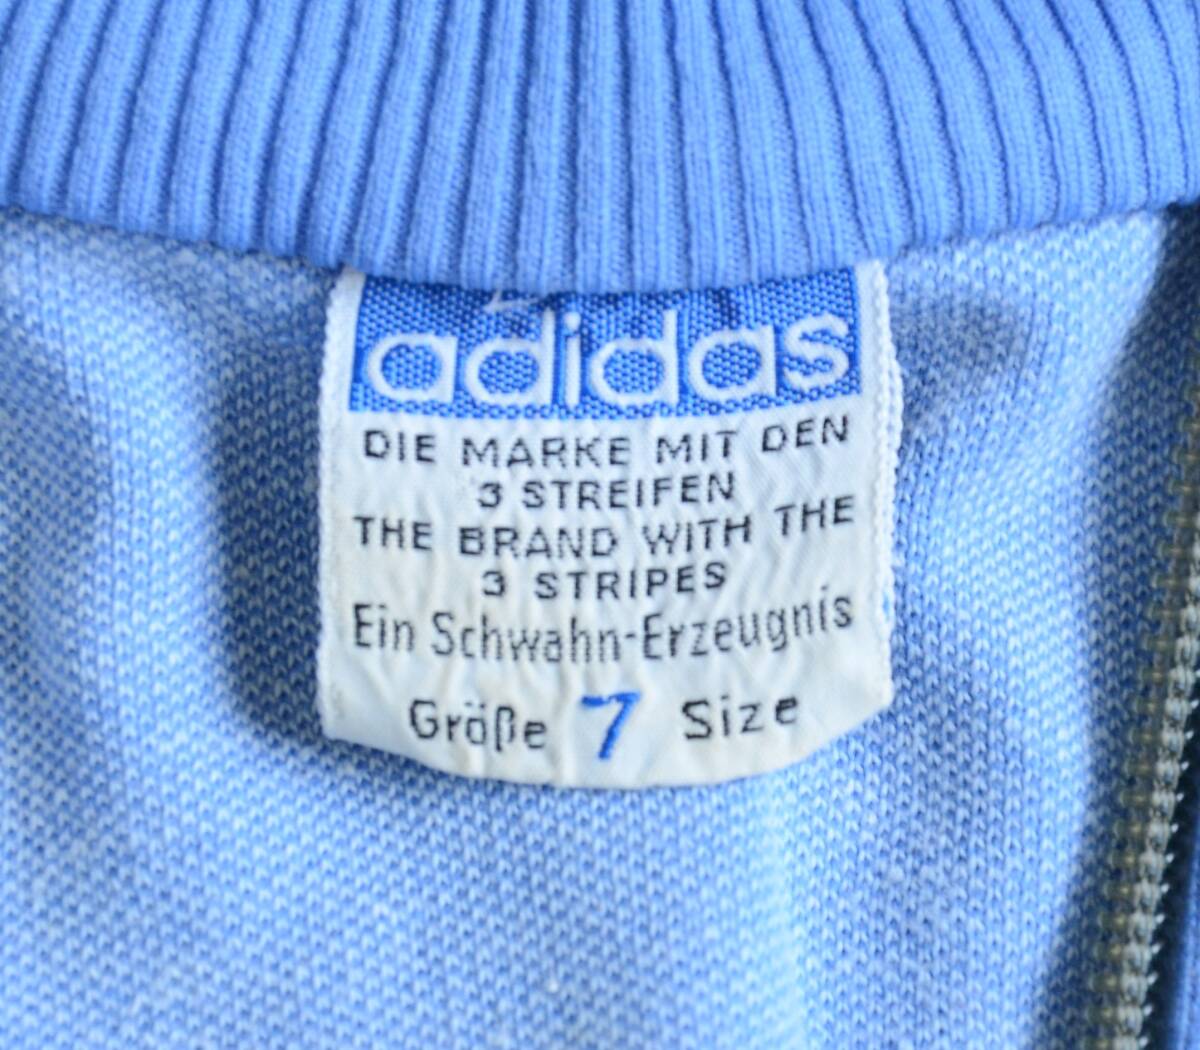 adidas
DIE MARKE MIT DEN
3 STREIFEN
THE BRAND WITH THE
3 STRIPES
Ein Schwahn-Erzeugnis
Größe 7 Size